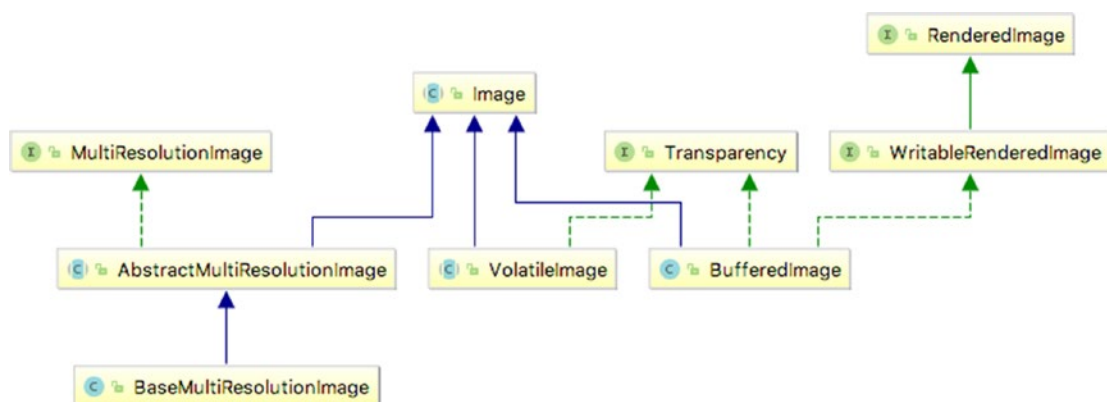 I RenderedImage
C Image
I MultiResolutionImage
I Transparency
I WritableRenderedImage
C AbstractMultiResolutionImage
C VolatileImage
C BufferedImage
C BaseMultiResolutionImage